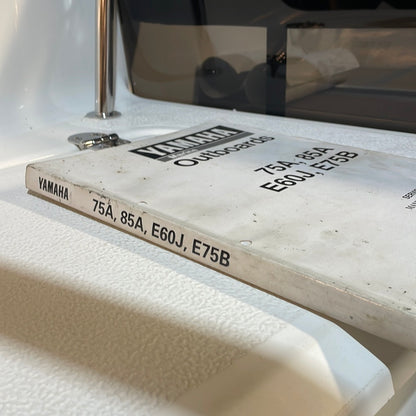 YAMAHA
Outboards
75A, 85A
E60J, E75B
YAMAHA
75A, 85A, E60J, E75B